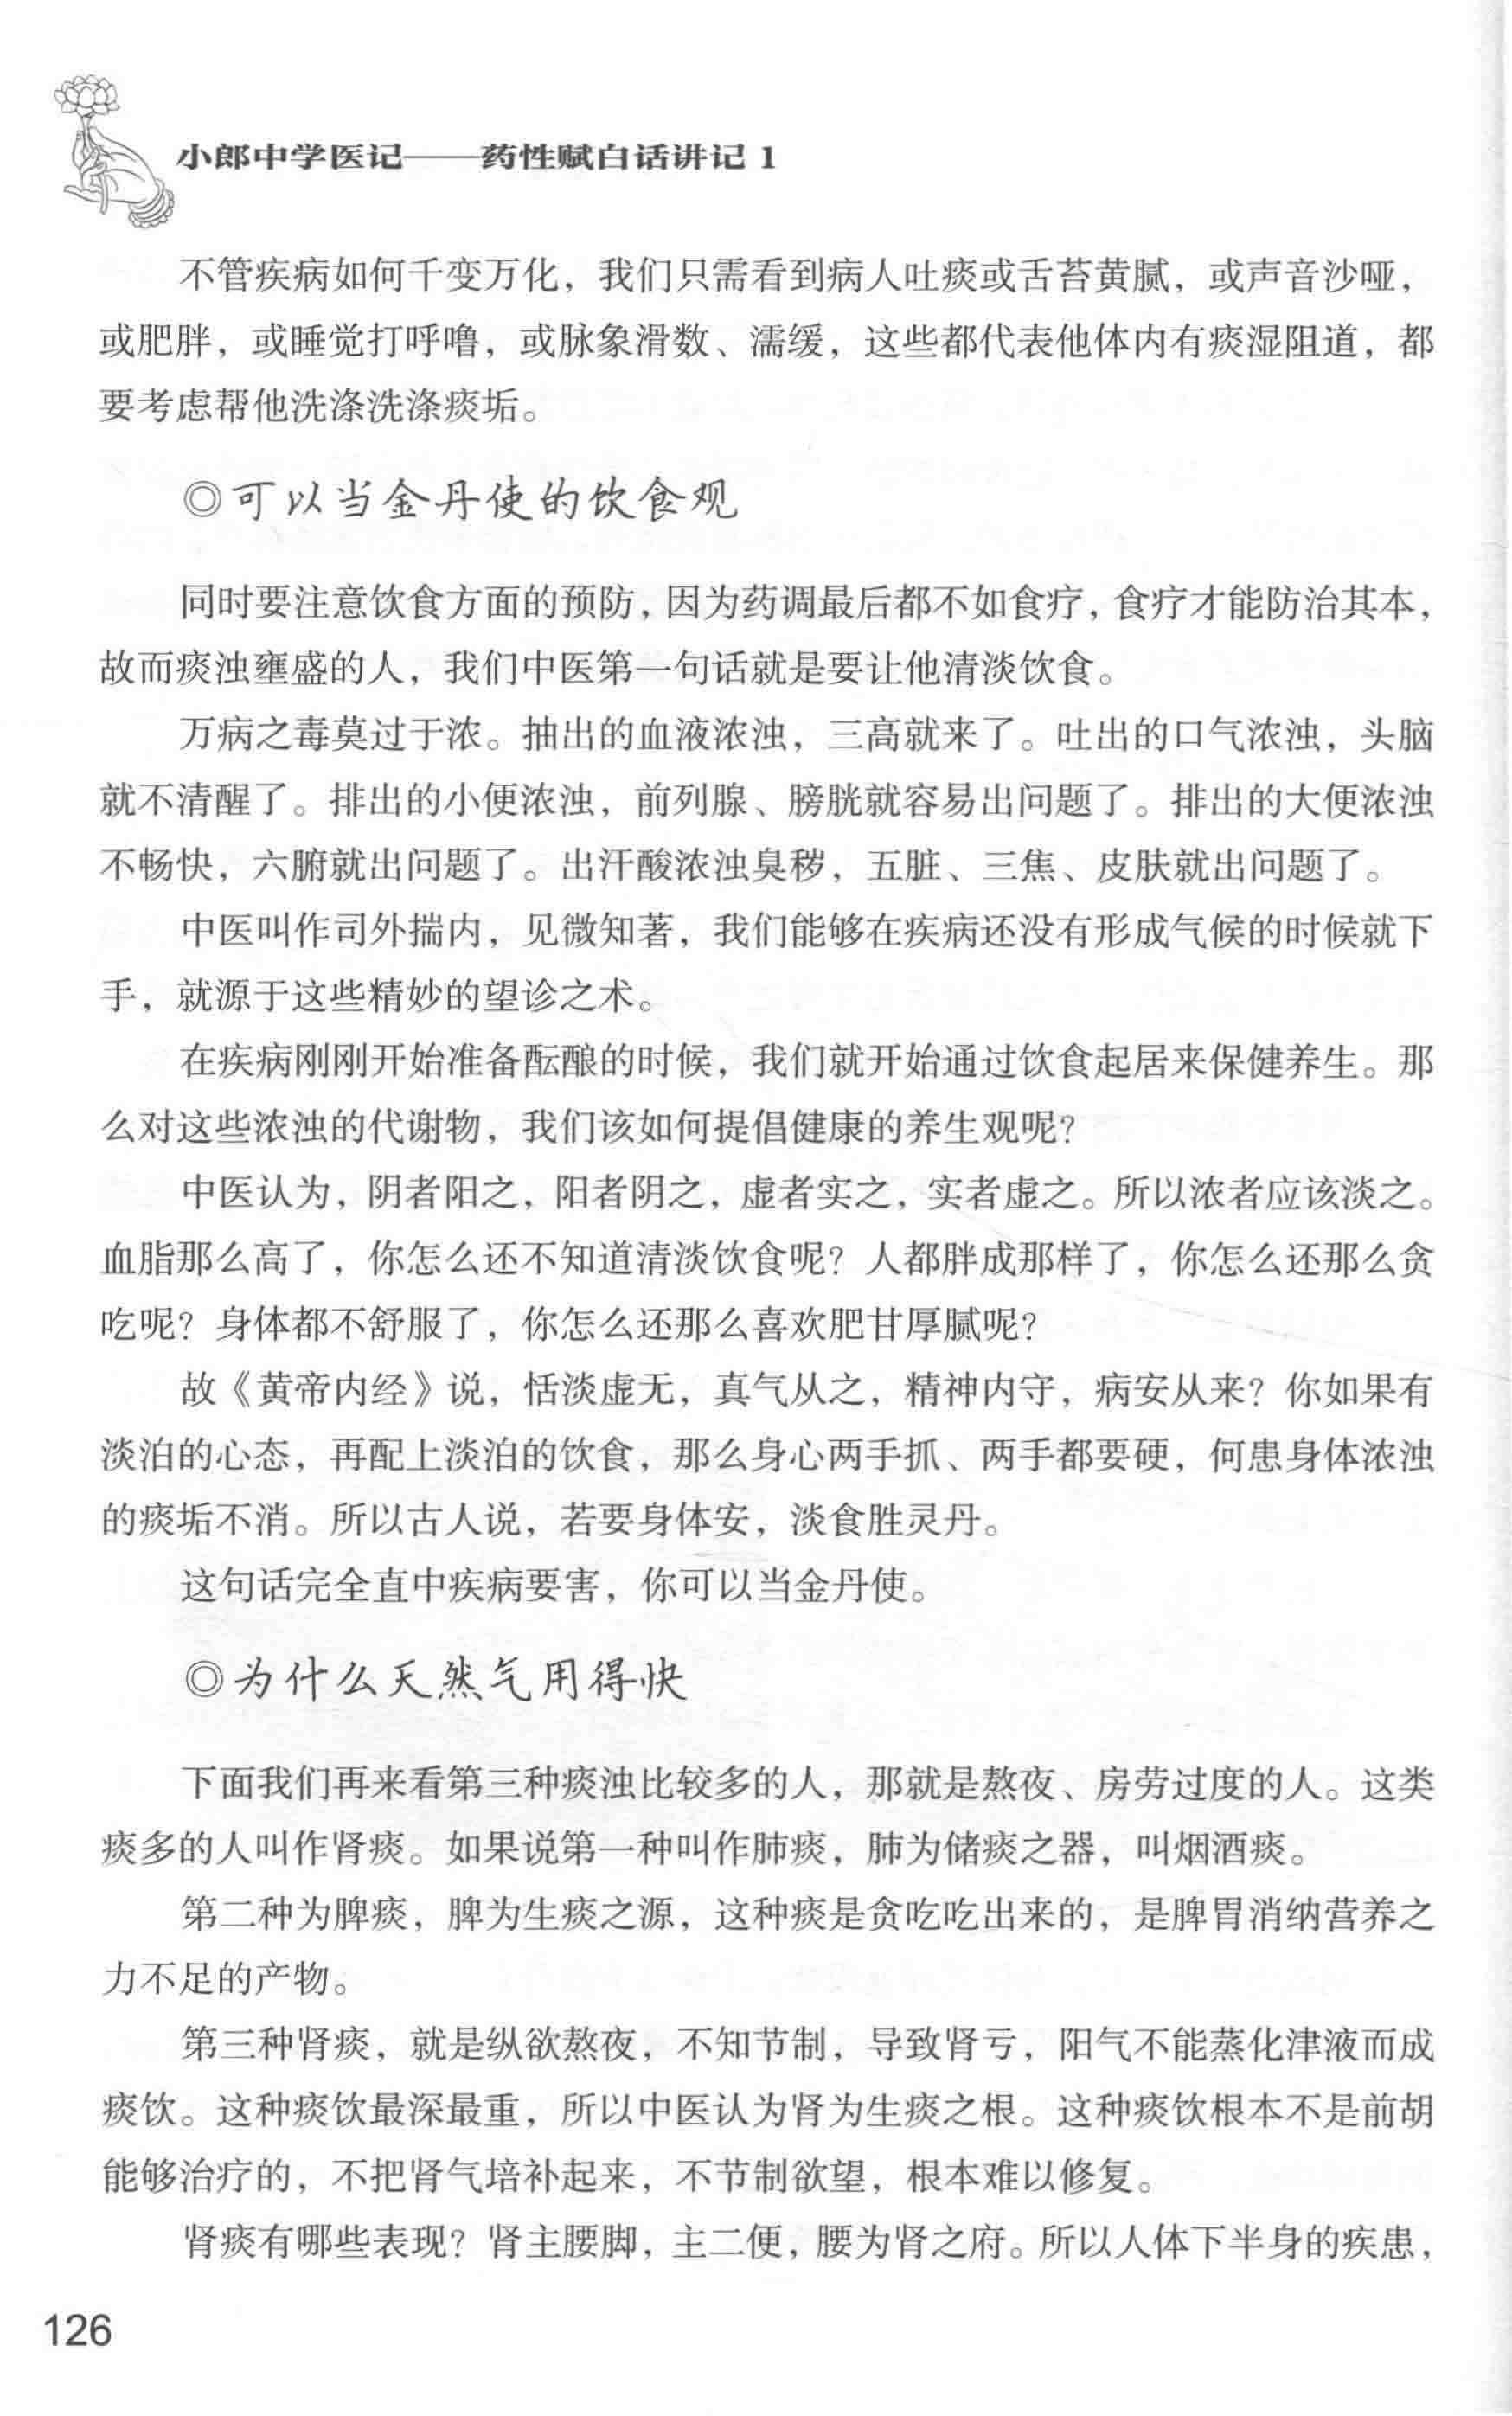 小郎中学医记——药性赋白话讲记 1
不管疾病如何千变万化，我们只需看到病人吐痰或舌苔黄腻，或声音沙哑，
或肥胖，或睡觉打呼噜，或脉象滑数、濡缓，这些都代表他体内有痰湿阻道，都
要考虑帮他洗涤洗涤痰垢。
◎可以当金丹使的饮食观
同时要注意饮食方面的预防，因为药调最后都不如食疗，食疗才能防治其本，
故而痰浊壅盛的人，我们中医第一句话就是要让他清淡饮食。
万病之毒莫过于浓。抽出的血液浓浊，三高就来了。吐出的口气浓浊，头脑
就不清醒了。排出的小便浓浊，前列腺、膀胱就容易出问题了。排出的大便浓浊
不畅快，六腑就出问题了。出汗酸浓浊臭秽，五脏、三焦、皮肤就出问题了。
中医叫作司外揣内，见微知著，我们能够在疾病还没有形成气候的时候就下
手，就源于这些精妙的望诊之术。
在疾病刚刚开始准备酝酿的时候，我们就开始通过饮食起居来保健养生。那
么对这些浓浊的代谢物，我们该如何提倡健康的养生观呢？
中医认为，阴者阳之，阳者阴之，虚者实之，实者虚之。所以浓者应该淡之。
血脂那么高了，你怎么还不知道清淡饮食呢？人都胖成那样了，你怎么还那么贪
吃呢？身体都不舒服了，你怎么还那么喜欢肥甘厚腻呢？
故《黄帝内经》说，恬淡虚无，真气从之，精神内守，病安从来？你如果有
淡泊的心态，再配上淡泊的饮食，那么身心两手抓、两手都要硬，何患身体浓浊
的痰垢不消。所以古人说，若要身体安，淡食胜灵丹。
这句话完全直中疾病要害，你可以当金丹使。
◎为什么天然气用得快
下面我们再来看第三种痰浊比较多的人，那就是熬夜、房劳过度的人。这类
痰多的人叫作肾痰。如果说第一种叫作肺痰，肺为储痰之器，叫烟酒痰。
第二种为脾痰，脾为生痰之源，这种痰是贪吃吃出来的，是脾胃消纳营养之
力不足的产物。
第三种肾痰，就是纵欲熬夜，不知节制，导致肾亏，阳气不能蒸化津液而成
痰饮。这种痰饮最深最重，所以中医认为肾为生痰之根。这种痰饮根本不是前胡
能够治疗的，不把肾气培补起来，不节制欲望，根本难以修复。
肾痰有哪些表现？肾主腰脚，主二便，腰为肾之府。所以人体下半身的疾患，
126